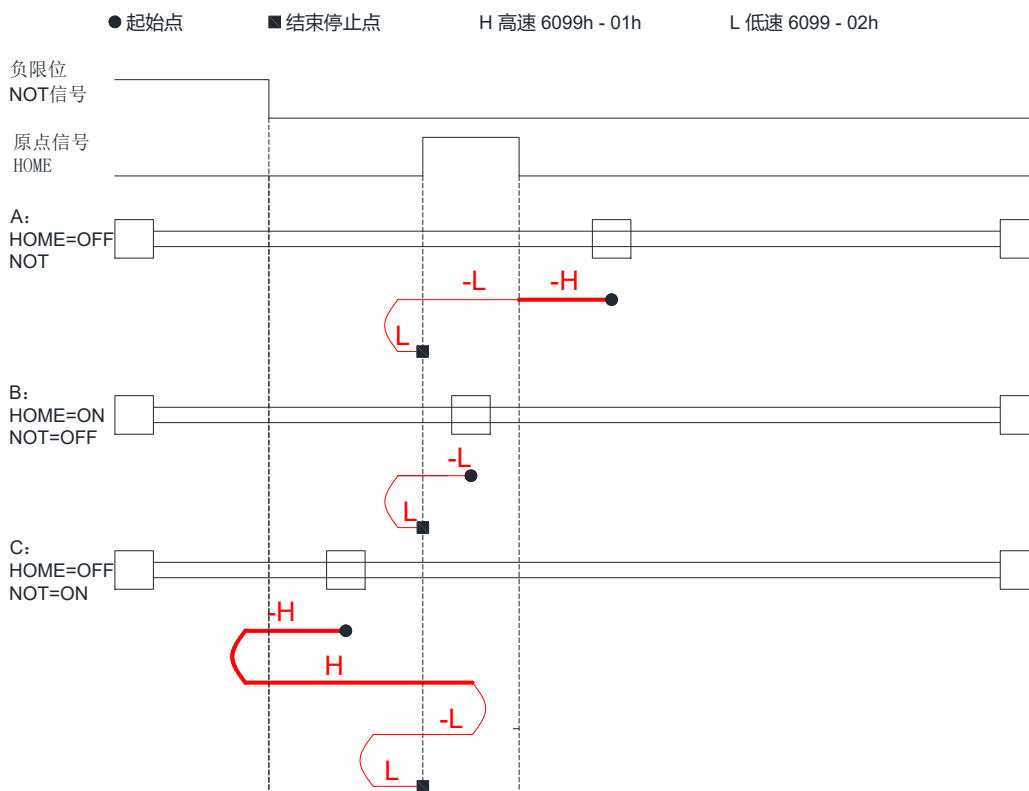 起始点 结束停止点 H 高速 6099h - 01h L 低速 6099 - 02h
负限位
NOT信号
原点信号
HOME
A:
HOME=OFF
NOT
-L -H
L
B:
HOME=ON
NOT=OFF
-L
L
C:
HOME=OFF
NOT=ON
-H
H
-L
L